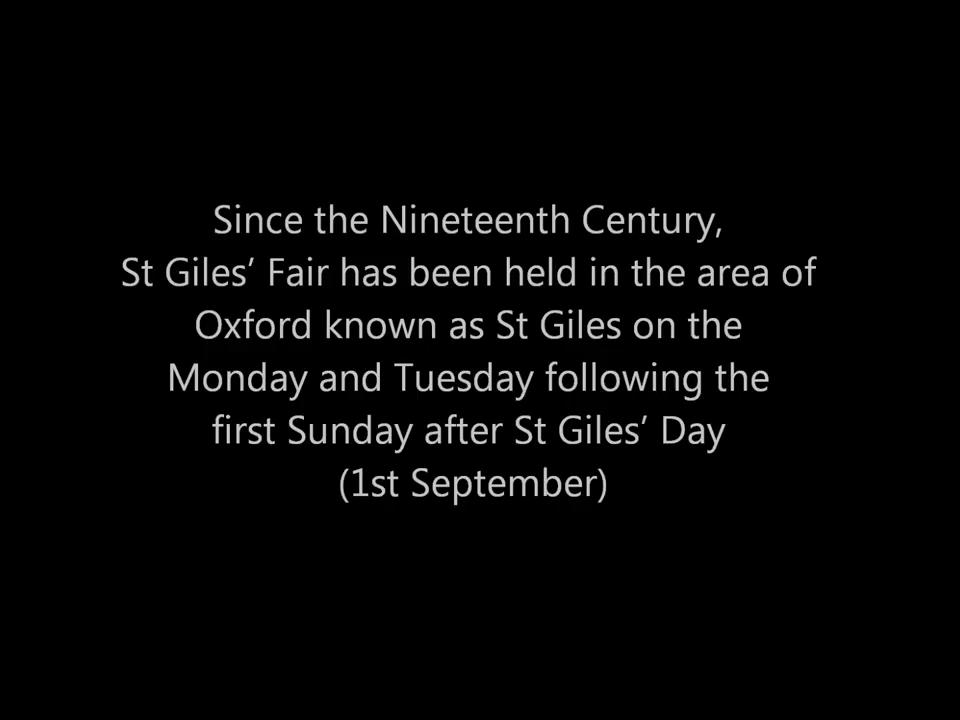 Since the Nineteenth Century,
St Giles’ Fair has been held in the area of
Oxford known as St Giles on the
Monday and Tuesday following the
first Sunday after St Giles’ Day
(1st September)